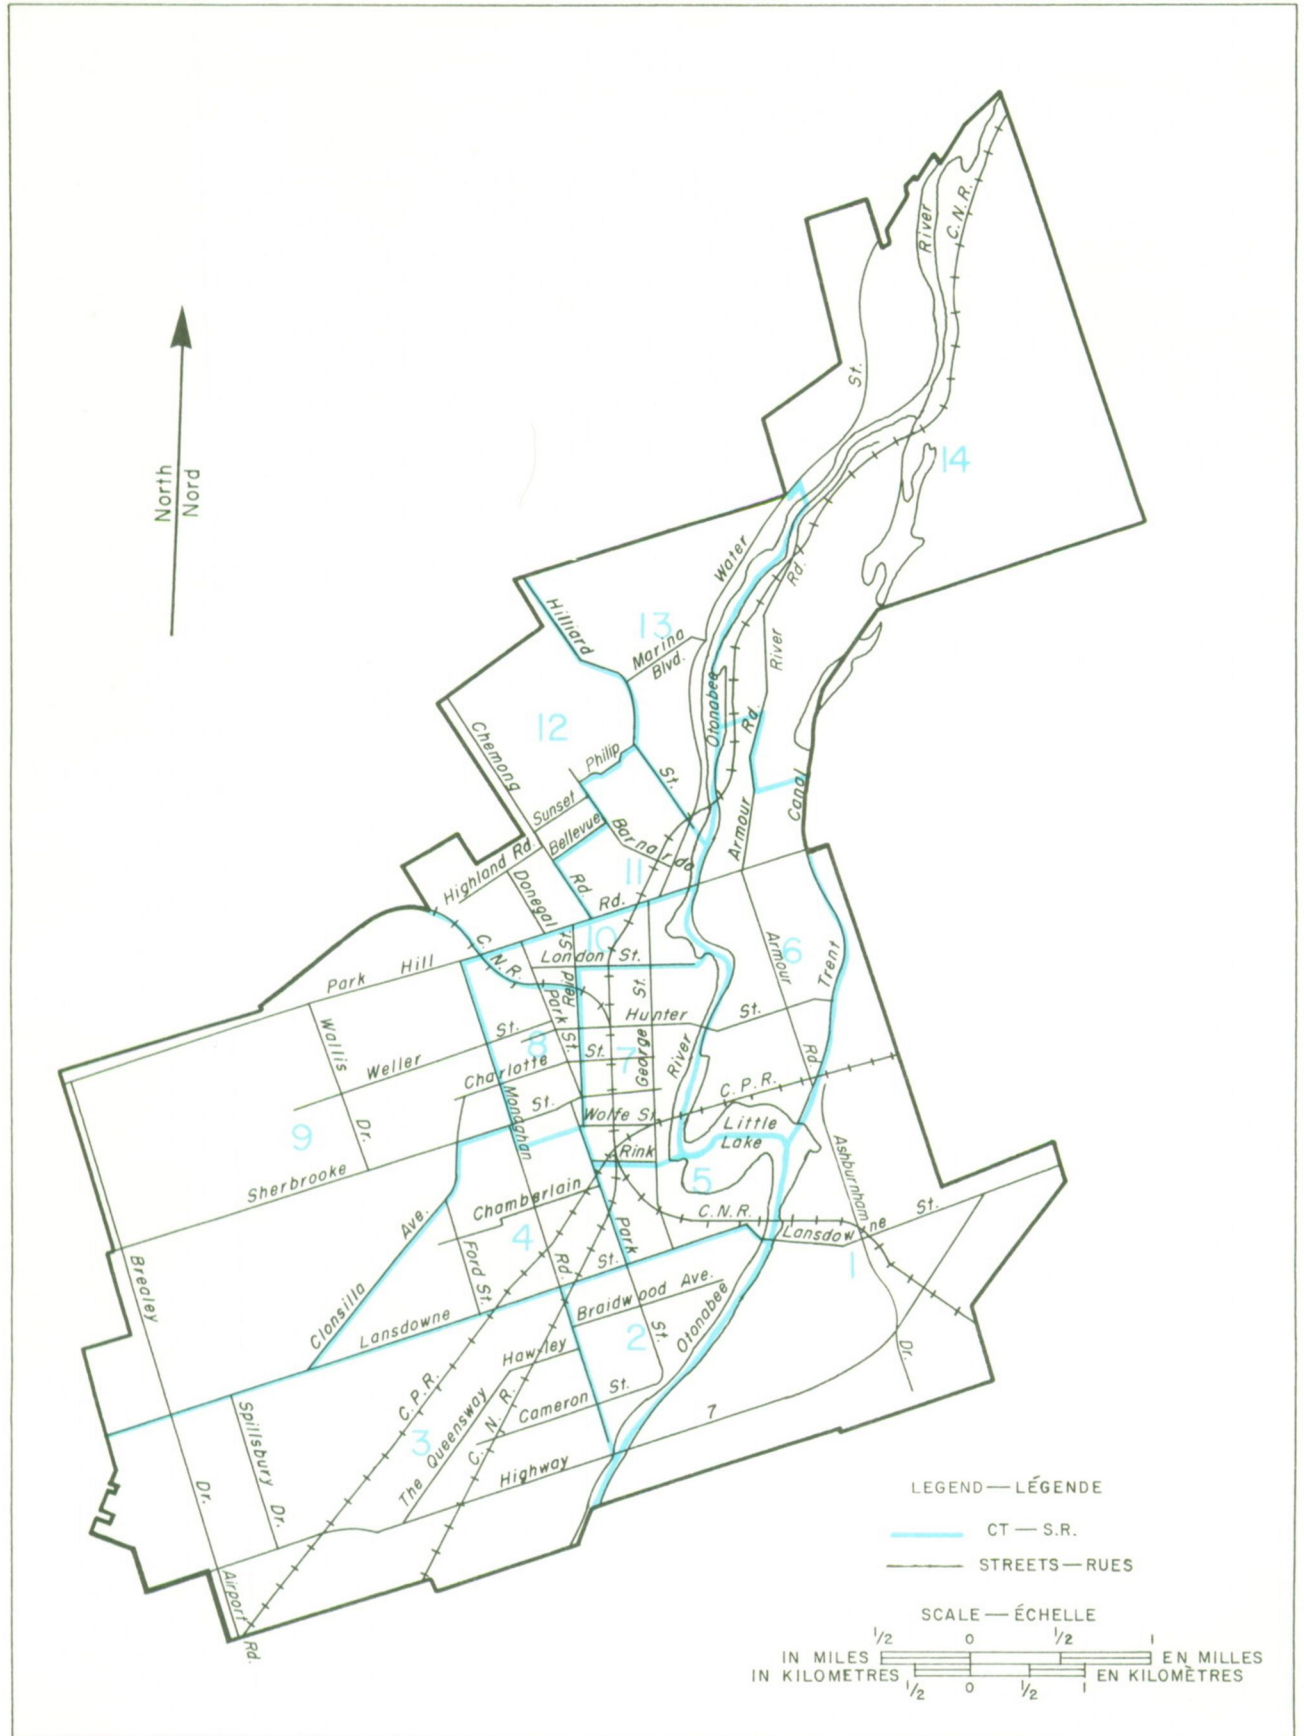 River
C.N.R.
St.
14
North
Nord
Water
Rd.
Hilliard
13
Marina
Blvd.
River
Otonabee
Rd.
12
Chemong
Philip
St.
Sunset
Canal
Bellevue
Barnardo
Armour
Highland Rd.
11
Donegal
Rd.
Rd.
Park Hill
C.N.R.
St.
10
London St.
Armour
6
Trent
Reid
Park St.
St.
Hunter St.
Wallis
Dr.
Weller St.
8
St.
7
George
River
Rd.
Charlotte St.
C.P.R.
Monaghan
Wolfe St.
Little
Lake
9
Rink
Ashburnham
Dr.
Sherbrooke
5
Chamberlain
C.N.R.
Lansdowne St.
Clonsilla Ave.
4
Park
St.
1
Brealey
Dr.
Ford St.
Rd.
Lansdowne St.
Braidwood Ave.
Otonabee
2
Hawley
C.P.R.
Cameron St.
Spillsbury Dr.
3
The Queensway
C.N.R.
Highway 7
Airport Rd.
LEGEND — LÉGENDE
CT — S.R.
STREETS — RUES
SCALE — ÉCHELLE
1/2 0 1/2 1
IN MILES EN MILLES
IN KILOMETRES EN KILOMÈTRES
1/2 0 1/2 1